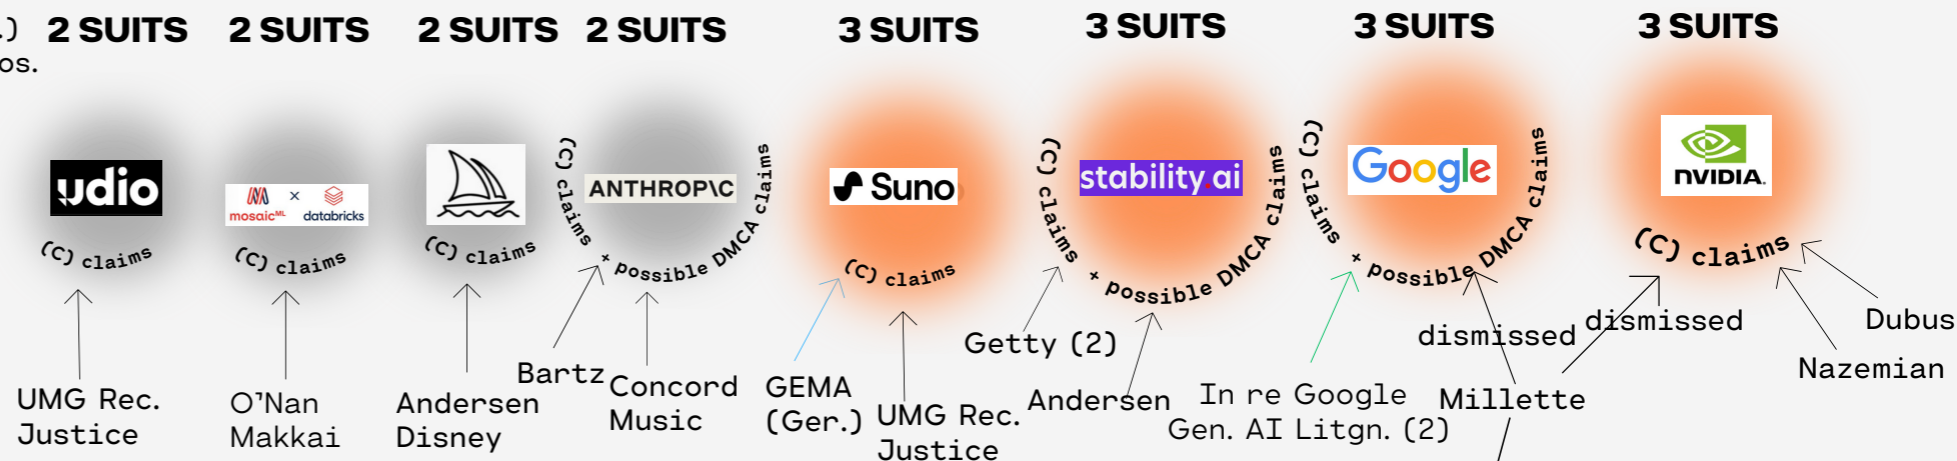 .) 2 SUITS 2 SUITS 2 SUITS 2 SUITS 3 SUITS 3 SUITS 3 SUITS 3 SUITS
os.
udio
(C) claims
UMG Rec.
Justice
mosaicML × databricks
(C) claims
O'Nan
Makkai
(C) claims
Andersen
Disney
ANTHROP\C
(C) claims + possible DMCA claims
Bartz
Concord
Music
Suno
(C) claims
GEMA
(Ger.)
UMG Rec.
Justice
stability.ai
(C) claims + possible DMCA claims
Getty (2)
Andersen
Google
(C) claims + possible DMCA claims
In re Google
Gen. AI Litgn. (2)
dismissed
Millette
nVIDIA.
(C) claims
dismissed
Dubus
Nazemian